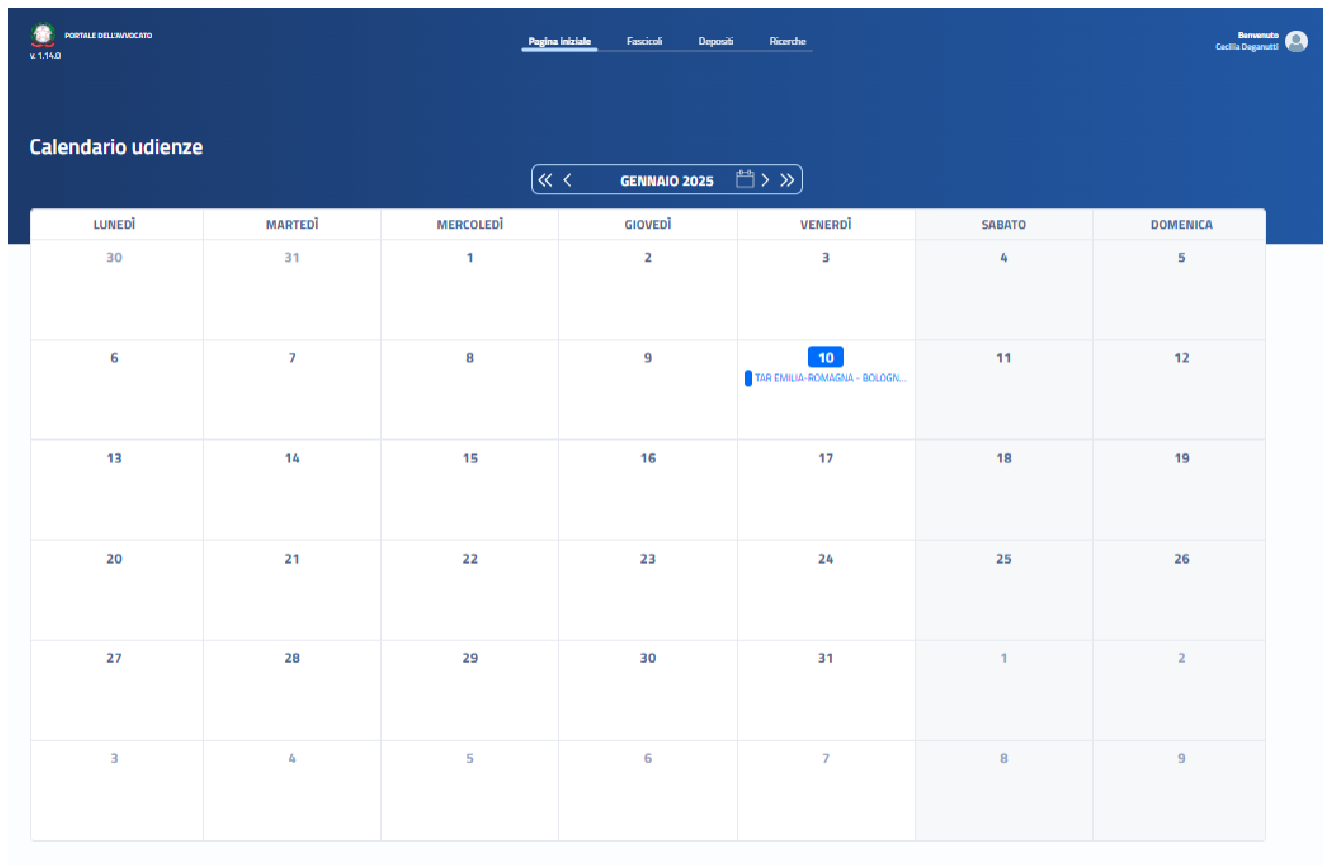 PORTALE DELL'AVVOCATO
v. 1.14.0
Pagina iniziale Fascicoli Depositi Ricerche
Benvenuto
Cecilia Deganutti
Calendario udienze
GENNAIO 2025
LUNEDÌ MARTEDÌ MERCOLEDÌ GIOVEDÌ VENERDÌ SABATO DOMENICA
30 31 1 2 3 4 5
6 7 8 9 10 11 12
TAR EMILIA-ROMAGNA - BOLOGN...
13 14 15 16 17 18 19
20 21 22 23 24 25 26
27 28 29 30 31 1 2
3 4 5 6 7 8 9